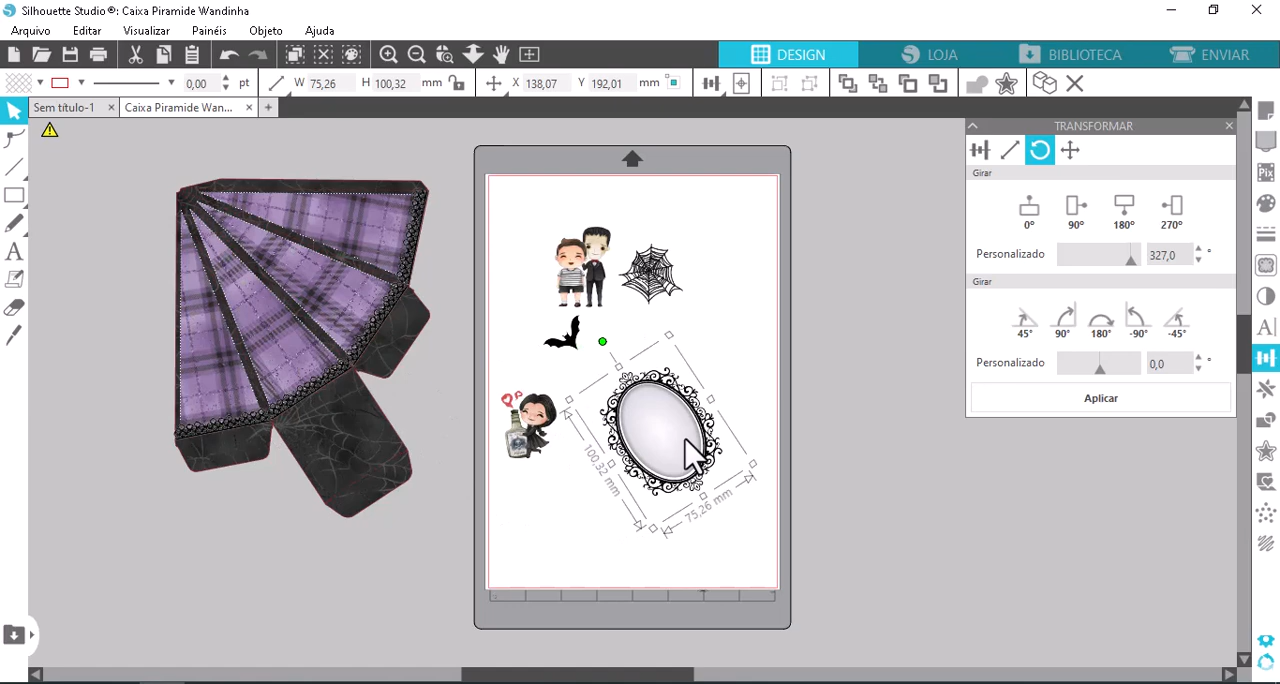 Silhouette Studio®: Caixa Piramide Wandinha
Arquivo Editar Visualizar Painéis Objeto Ajuda
DESIGN LOJA BIBLIOTECA ENVIAR
0,00 pt W 75,26 H 100,32 mm X 138,07 Y 192,01 mm
Sem título-1 Caixa Piramide Wan...
TRANSFORMAR
Pix
Girar
0° 90° 180° 270°
Personalizado 327,0 °
Girar
45° 90° 180° -90° -45°
Personalizado 0,0 °
Aplicar
100,32 mm
75,26 mm